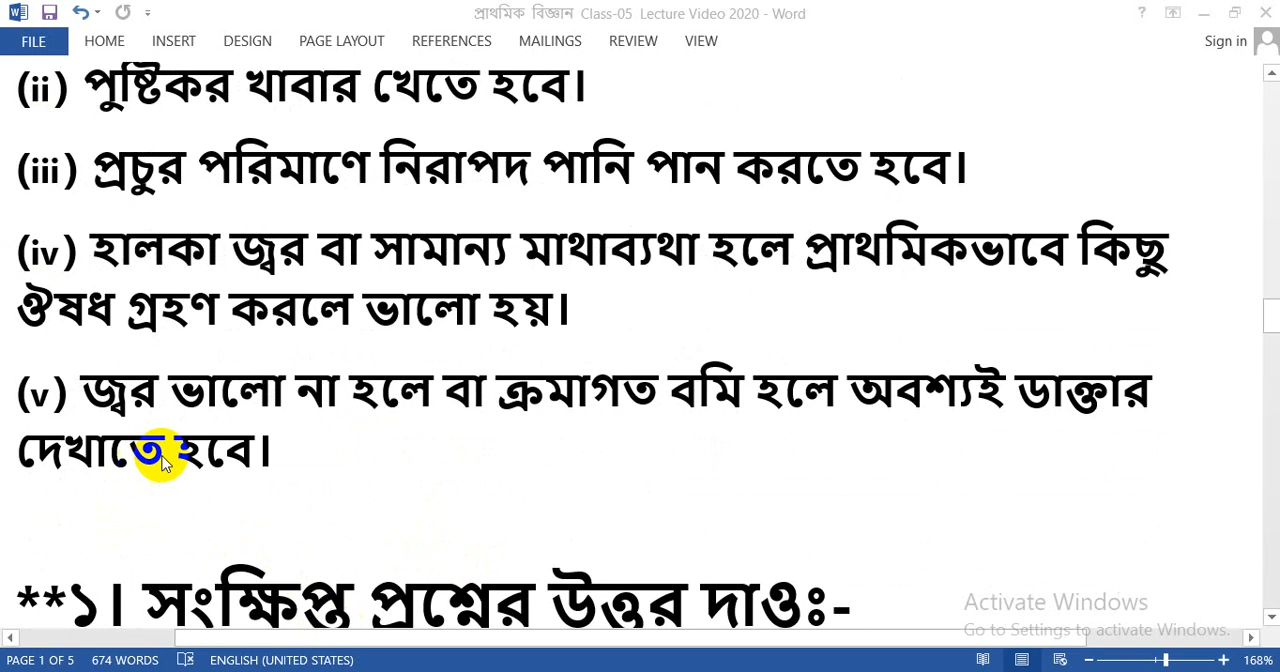 প্রাথমিক বিজ্ঞান Class-05 Lecture Video 2020 - Word
FILE HOME INSERT DESIGN PAGE LAYOUT REFERENCES MAILINGS REVIEW VIEW Sign in
(ii) পুষ্টিকর খাবার খেতে হবে।
(iii) প্রচুর পরিমাণে নিরাপদ পানি পান করতে হবে।
(iv) হালকা জ্বর বা সামান্য মাথাব্যথা হলে প্রাথমিকভাবে কিছু
ঔষধ গ্রহণ করলে ভালো হয়।
(v) জ্বর ভালো না হলে বা ক্রমাগত বমি হলে অবশ্যই ডাক্তার
দেখাতে হবে।
**১। সংক্ষিপ্ত প্রশ্নের উত্তর দাওঃ-
Activate Windows
Go to Settings to activate Windows.
PAGE 1 OF 5 674 WORDS ENGLISH (UNITED STATES) 168%